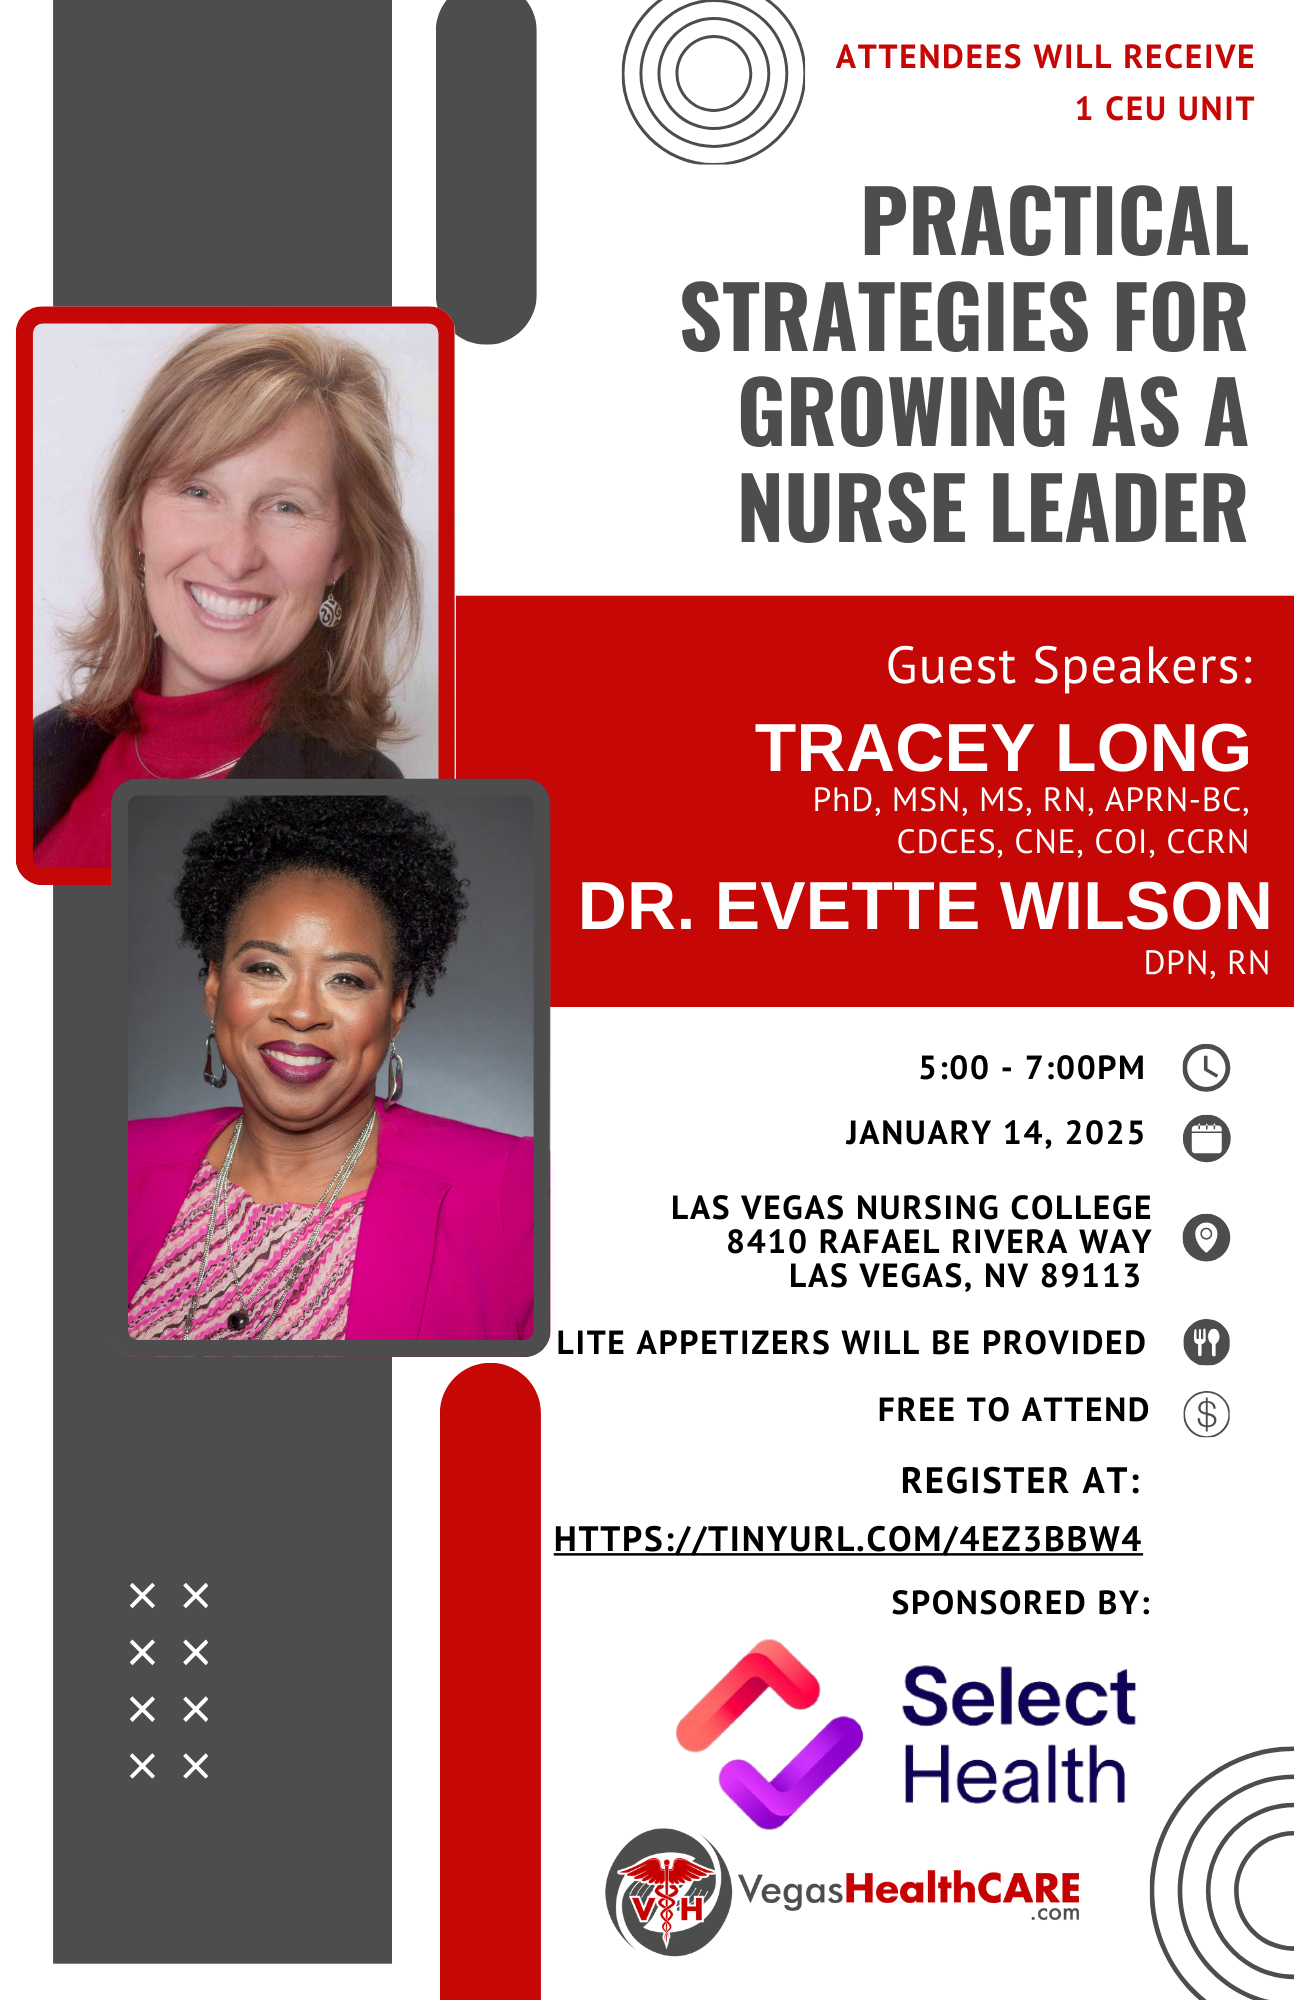 ATTENDEES WILL RECEIVE
1 CEU UNIT
PRACTICAL
STRATEGIES FOR
GROWING AS A
NURSE LEADER
Guest Speakers:
TRACEY LONG
PhD, MSN, MS, RN, APRN-BC,
CDCES, CNE, COI, CCRN
DR. EVETTE WILSON
DPN, RN
5:00 - 7:00PM
JANUARY 14, 2025
LAS VEGAS NURSING COLLEGE
8410 RAFAEL RIVERA WAY
LAS VEGAS, NV 89113
LITE APPETIZERS WILL BE PROVIDED
FREE TO ATTEND
REGISTER AT:
HTTPS://TINYURL.COM/4EZ3BBW4
SPONSORED BY:
Select
Health
VH
VegasHealthCARE
.com